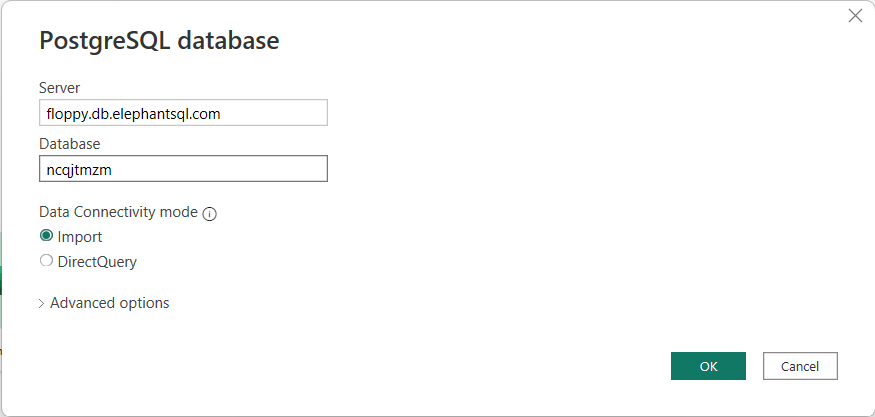 PostgreSQL database
Server
floppy.db.elephantsql.com
Database
ncqjtmzm
Data Connectivity mode
Import
DirectQuery
Advanced options
OK
Cancel